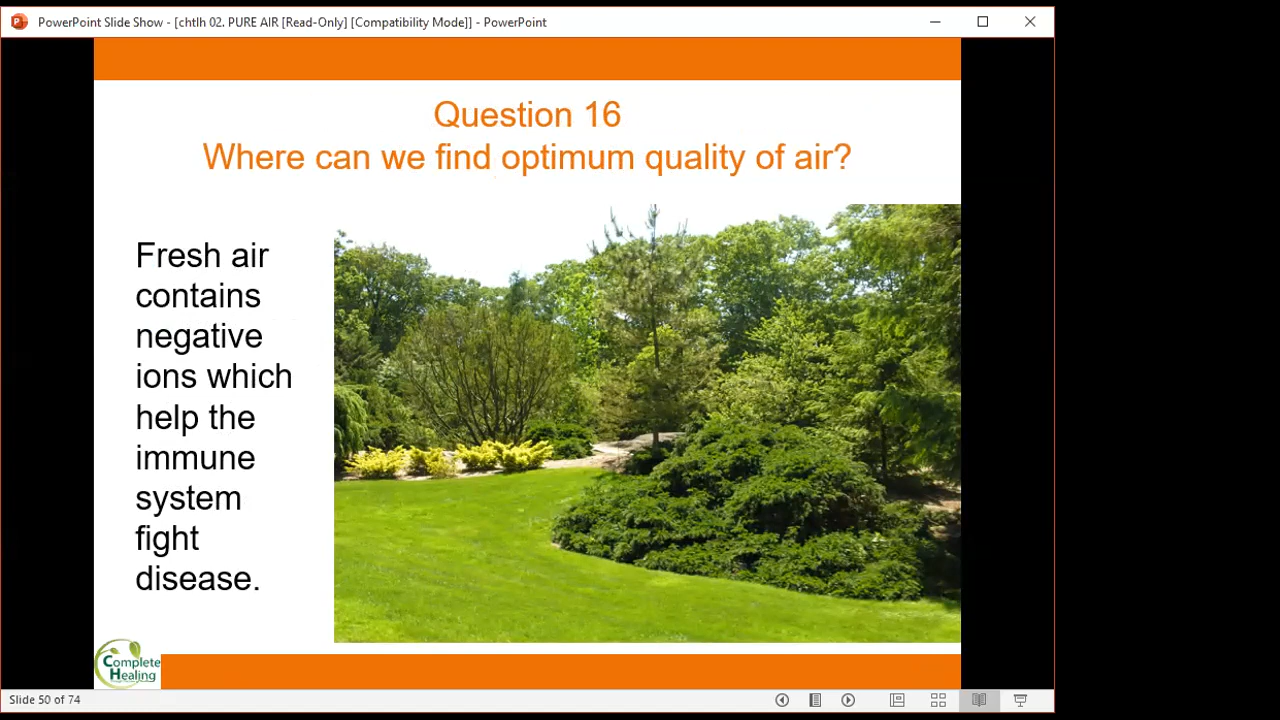 PowerPoint Slide Show - [chtlh 02. PURE AIR [Read-Only] [Compatibility Mode]] - PowerPoint
Question 16
Where can we find optimum quality of air?
Fresh air
contains
negative
ions which
help the
immune
system
fight
disease.
Complete
Healing
Slide 50 of 74